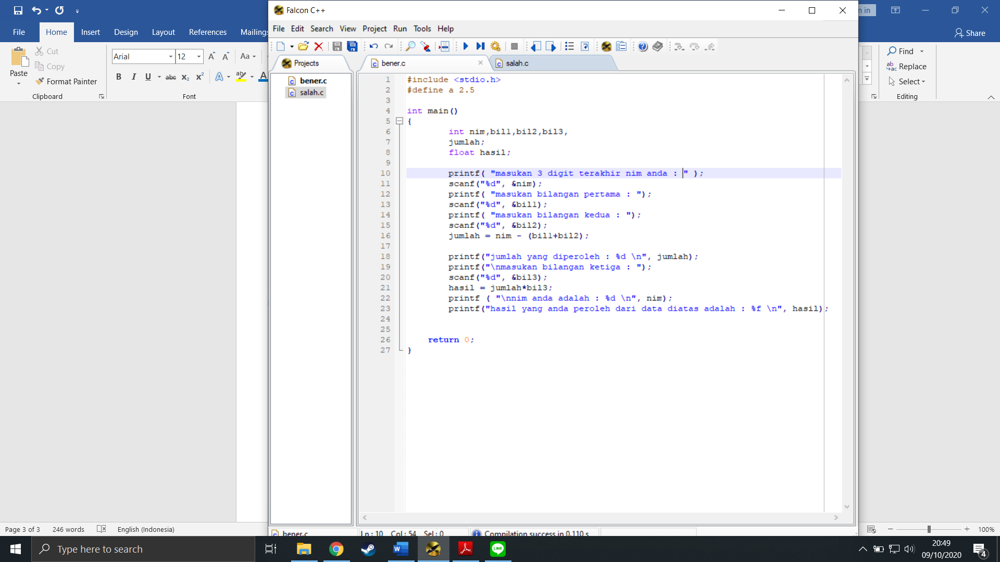 Falcon C++
n in
File Home Insert Design Layout References Mailings
Share
File Edit Search View Project Run Tools Help
Paste
Cut
Copy
Format Painter
Clipboard
Arial 12
Aa
B I U abc x₂ x² A aby A
Font
Find
Replace
Select
Editing
Projects
bener.c
salah.c
bener.c
salah.c
1 #include <stdio.h>
2 #define a 2.5
3
4 int main()
5 {
6 int nim,bil1,bil2,bil3,
7 jumlah;
8 float hasil;
9
10 printf( "masukan 3 digit terakhir nim anda : " );
11 scanf("%d", &nim);
12 printf( "masukan bilangan pertama : ");
13 scanf("%d", &bil1);
14 printf( "masukan bilangan kedua : ");
15 scanf("%d", &bil2);
16 jumlah = nim - (bil1+bil2);
17
18 printf("jumlah yang diperoleh : %d \n", jumlah);
19 printf("\nmasukan bilangan ketiga : ");
20 scanf("%d", &bil3);
21 hasil = jumlah*bil3;
22 printf ( "\nnim anda adalah : %d \n", nim);
23 printf("hasil yang anda peroleh dari data diatas adalah : %f \n", hasil);
24
25
26 return 0;
27 }
bener.c
Ln : 10 Col : 54 Sel : 0
Compilation success in 0.110 s
Page 3 of 3 246 words English (Indonesia)
100%
Type here to search
LINE
20:49
09/10/2020
4